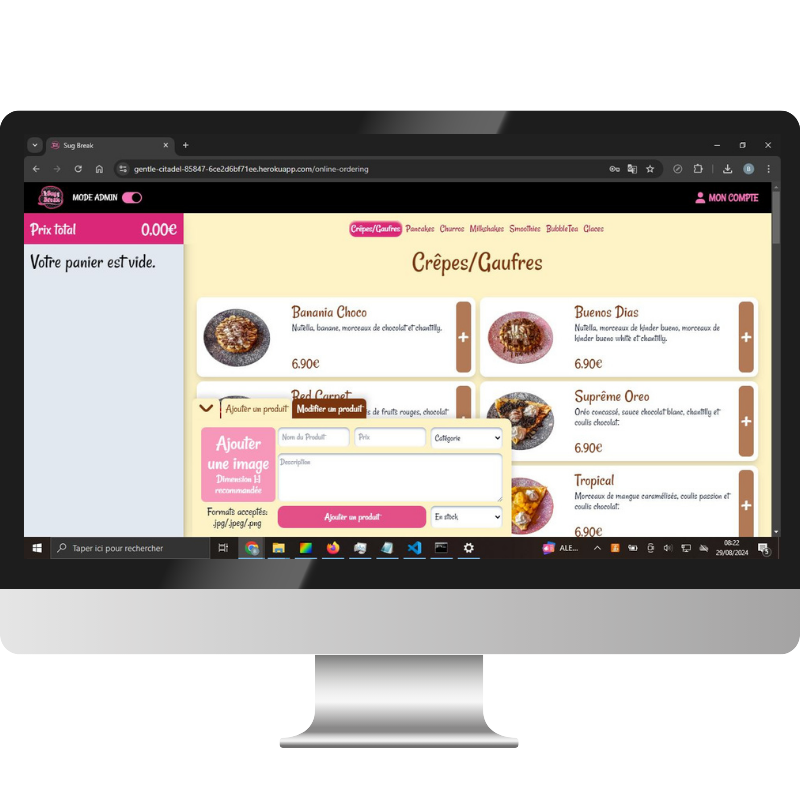 Sug Break
gentle-citadel-85847-6ce2d6bf71ee.herokuapp.com/online-ordering
MODE ADMIN
MON COMPTE
Prix total 0.00€
Votre panier est vide.
Crêpes/Gaufres Pancakes Churros Milkshakes Smoothies BubbleTea Glaces
Crêpes/Gaufres
Banania Choco
Nutella, banane, morceaux de chocolat et chantilly.
6.90€
+
Buenos Dias
Nutella, morceaux de kinder bueno, morceaux de
kinder bueno white et chantilly.
6.90€
+
Red Carpet
s de fruits rouges, chocolat
+
Suprême Oreo
Oréo concassé, sauce chocolat blanc, chantilly et
coulis chocolat.
6.90€
+
Tropical
Morceaux de mangue caramélisés, coulis passion et
coulis chocolat.
6.90€
+
Ajouter un produit
Modifier un produit
Ajouter
une image
Dimension 1:1
recommandée
Formats acceptés:
.jpg/.jpeg/.png
Nom du Produit
Prix
Catégorie
Description
Ajouter un produit
En stock
Taper ici pour rechercher
ALE...
08:22
29/08/2024